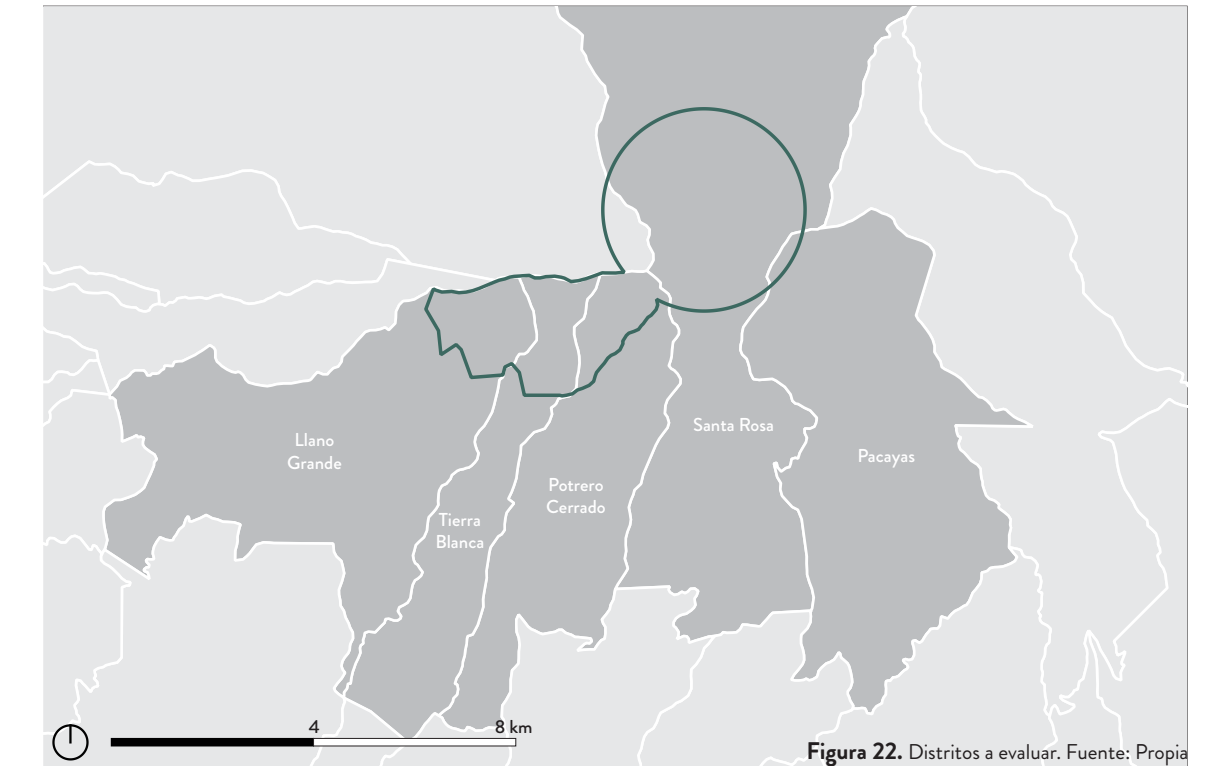 Llano
Grande
Tierra
Blanca
Potrero
Cerrado
Santa Rosa
Pacayas
4
8 km
Figura 22. Distritos a evaluar. Fuente: Propia